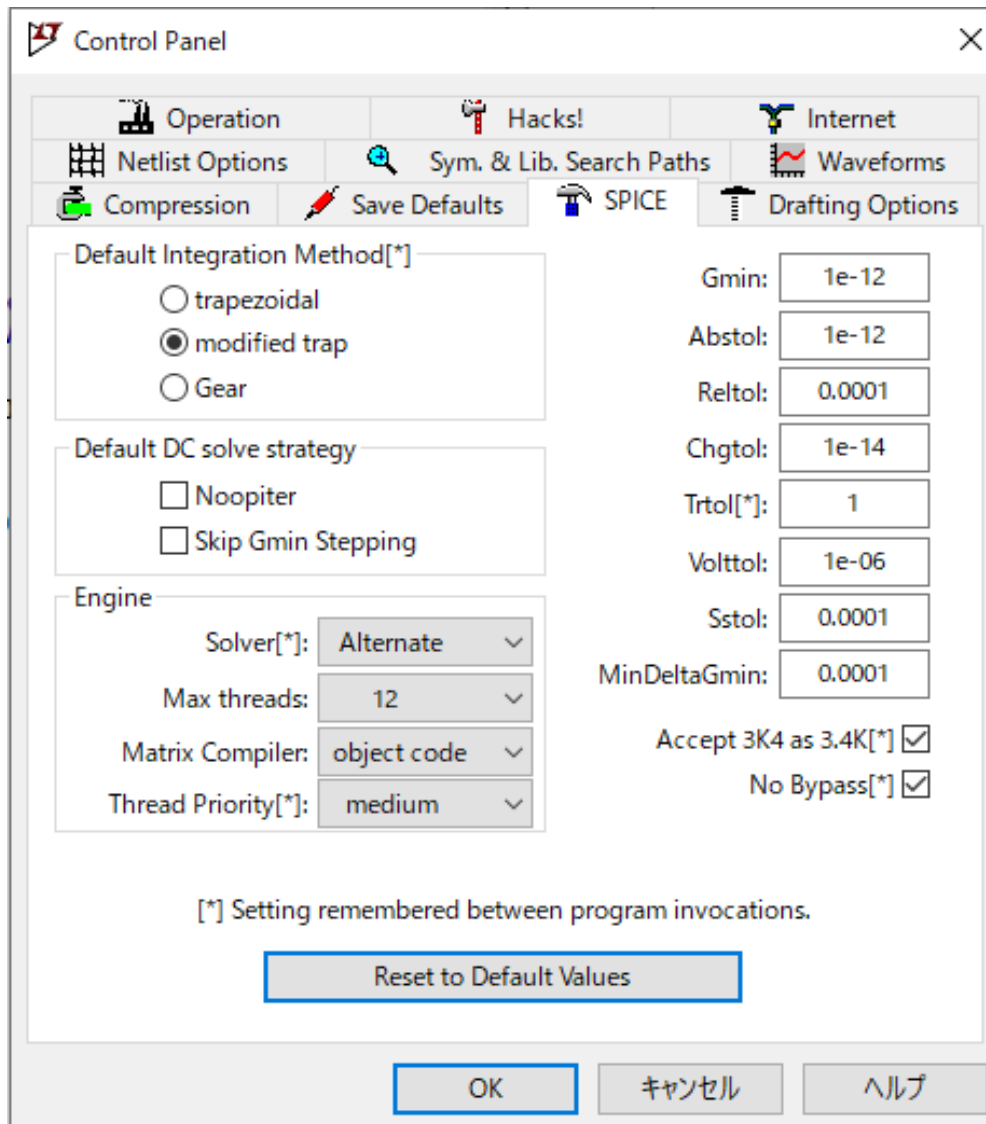 Control Panel
Operation
Hacks!
Internet
Netlist Options
Sym. & Lib. Search Paths
Waveforms
Compression
Save Defaults
SPICE
Drafting Options
Default Integration Method[*]
trapezoidal
modified trap
Gear
Default DC solve strategy
Noopiter
Skip Gmin Stepping
Engine
Solver[*]: Alternate
Max threads: 12
Matrix Compiler: object code
Thread Priority[*]: medium
Gmin: 1e-12
Abstol: 1e-12
Reltol: 0.0001
Chgtol: 1e-14
Trtol[*]: 1
Volttol: 1e-06
Sstol: 0.0001
MinDeltaGmin: 0.0001
Accept 3K4 as 3.4K[*]
No Bypass[*]
[*] Setting remembered between program invocations.
Reset to Default Values
OK
キャンセル
ヘルプ